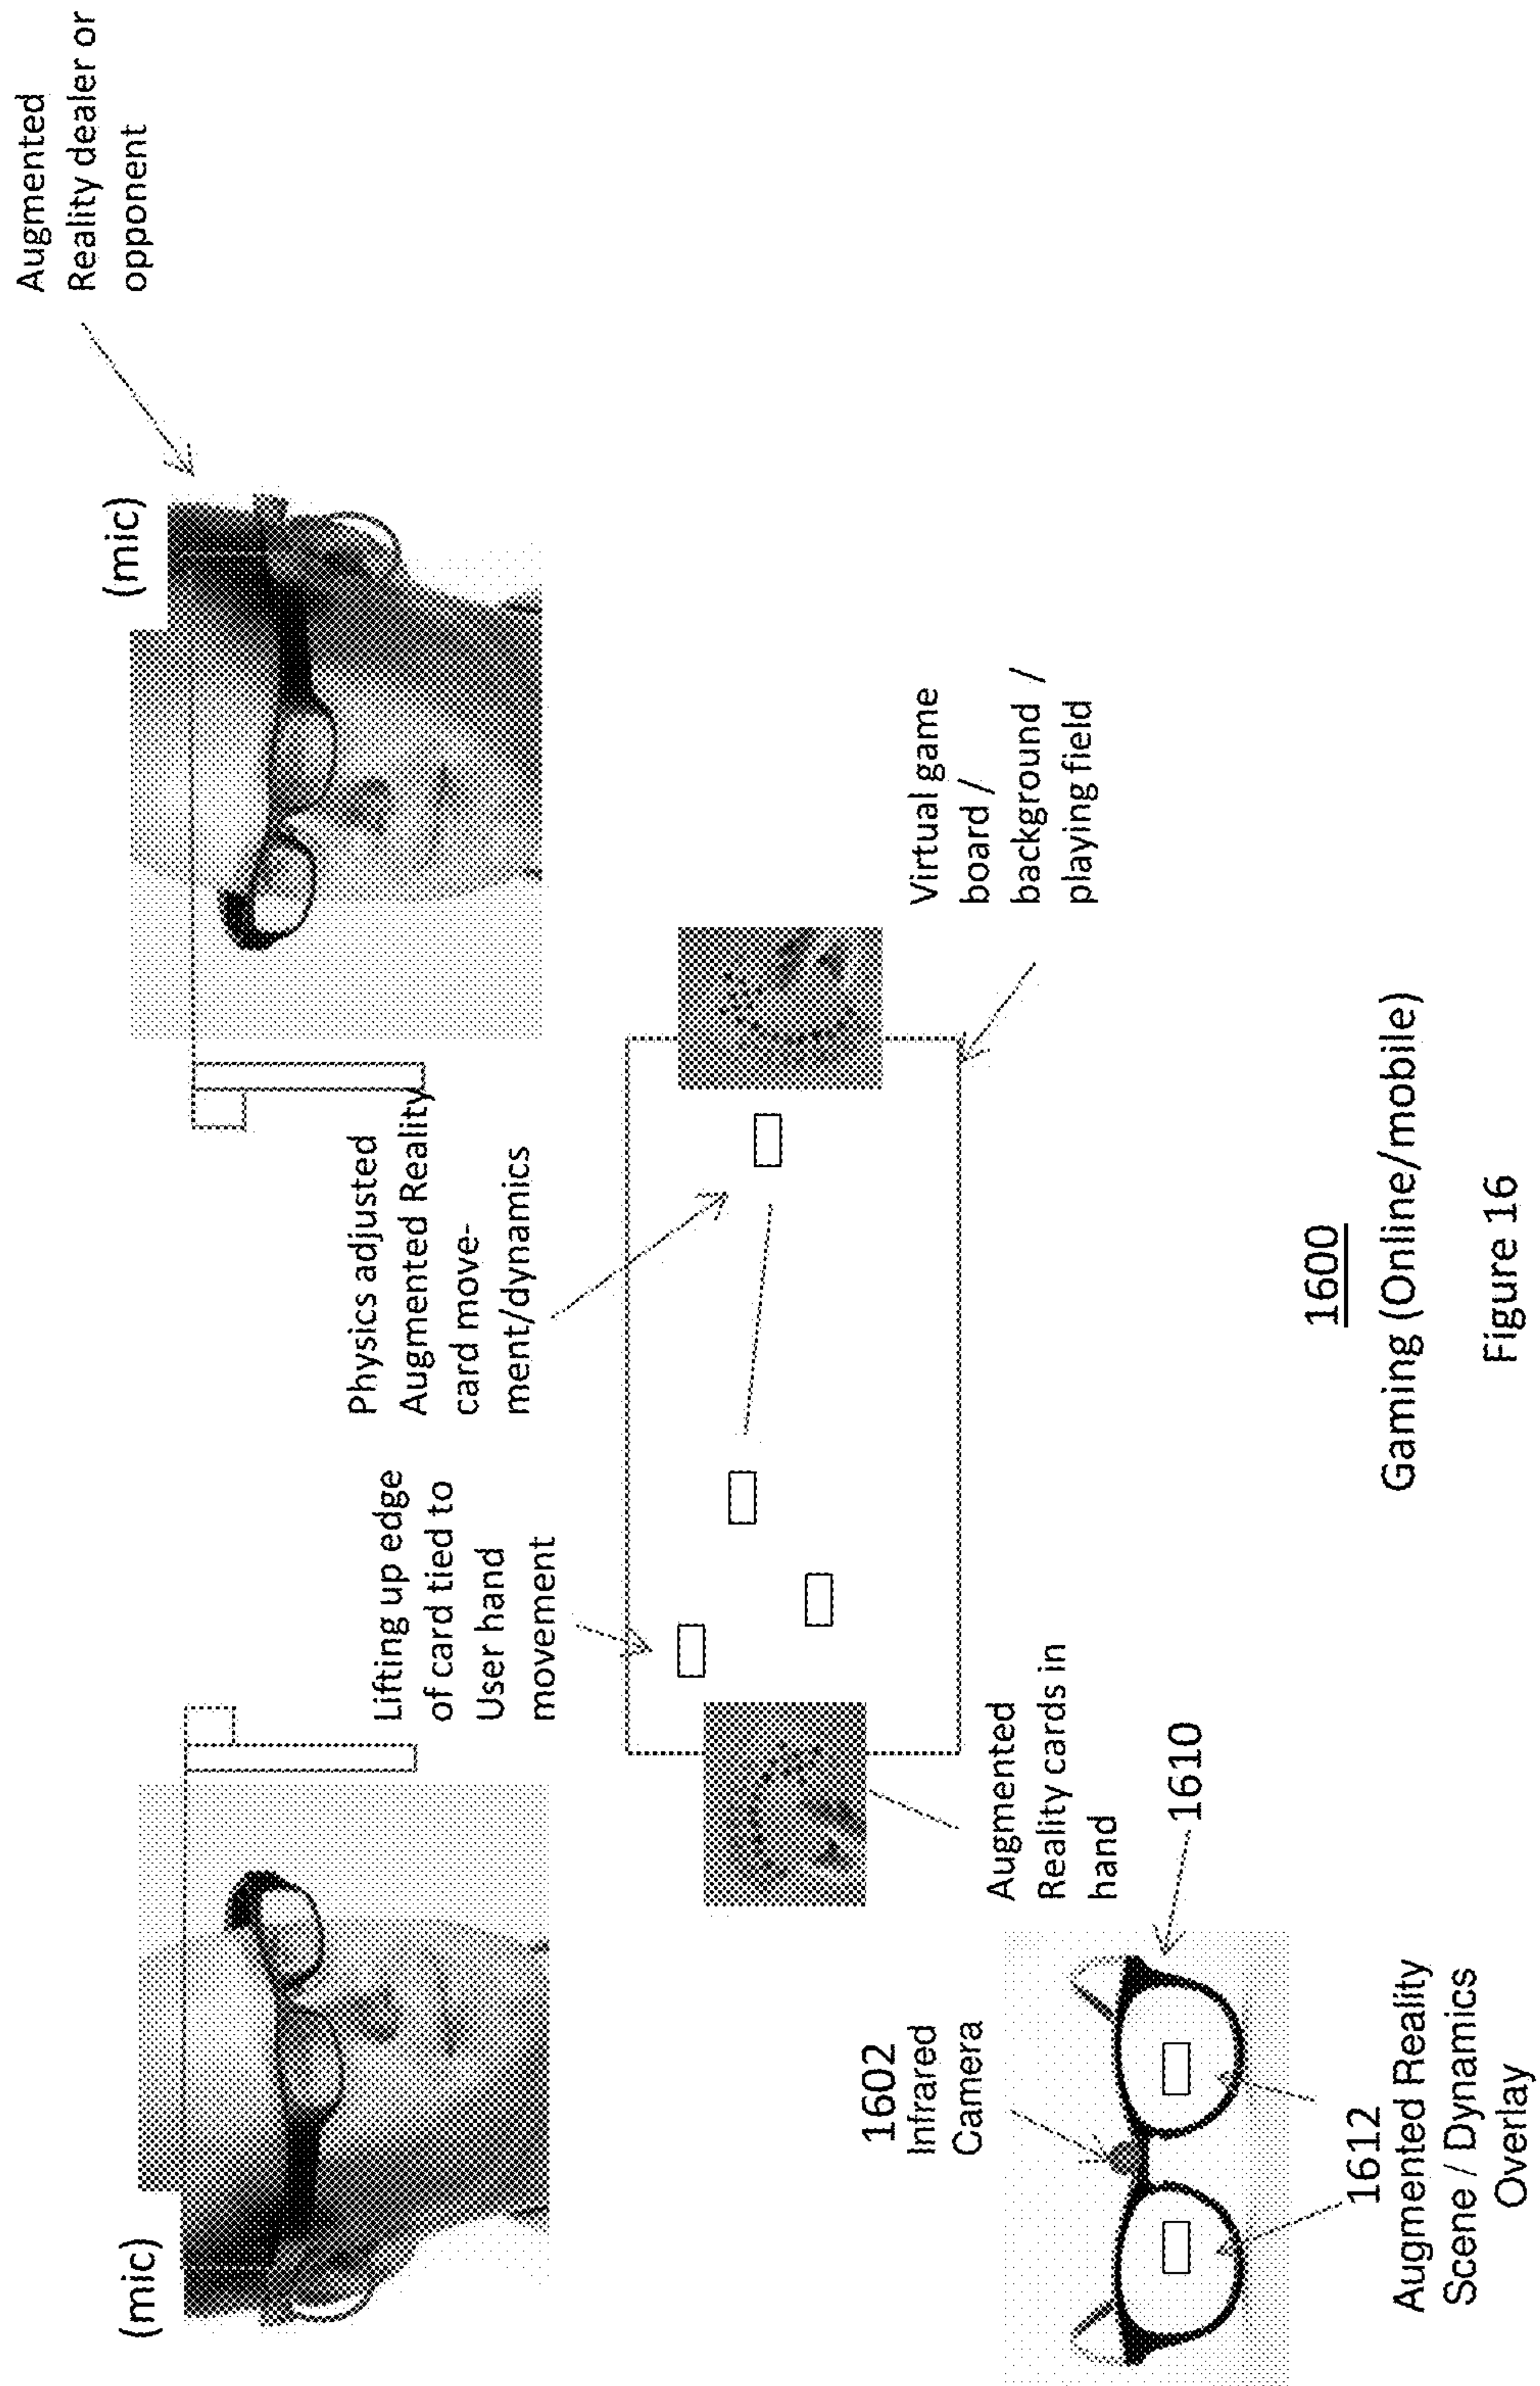 (mic)
(mic)
Augmented
Reality dealer or
opponent
Lifting up edge
of card tied to
User hand
movement
Physics adjusted
Augmented Reality
card move-
ment/dynamics
Virtual game
board /
background /
playing field
Augmented
Reality cards in
hand
1602
Infrared
Camera
1610
1612
Augmented Reality
Scene / Dynamics
Overlay
1600
Gaming (Online/mobile)
Figure 16